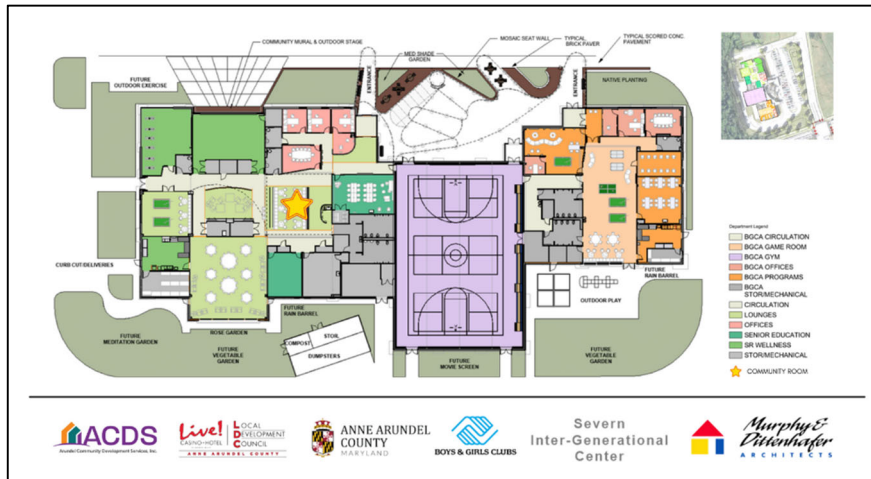 COMMUNITY MURAL & OUTDOOR STAGE
MOSAIC SEAT WALL
TYPICAL
BRICK PAVER
TYPICAL SCORED CONC.
PAVEMENT
MED SHADE
GARDEN
FUTURE
OUTDOOR EXERCISE
ENTRANCE
ENTRANCE
NATIVE PLANTING
CURB CUT/DELIVERIES
ROSE GARDEN
FUTURE
RAIN BARREL
FUTURE
MEDITATION GARDEN
FUTURE
VEGETABLE
GARDEN
COMPOST
STOR.
DUMPSTERS
FUTURE
MOVIE SCREEN
OUTDOOR PLAY
FUTURE
RAIN BARREL
FUTURE
VEGETABLE
GARDEN
Department Legend
BGCA CIRCULATION
BGCA GAME ROOM
BGCA GYM
BGCA OFFICES
BGCA PROGRAMS
BGCA
STOR/MECHANICAL
CIRCULATION
LOUNGES
OFFICES
SENIOR EDUCATION
SR WELLNESS
STOR/MECHANICAL
COMMUNITY ROOM
ACDS
Arundel Community Development Services, Inc.
Live!
CASINO•HOTEL
LOCAL
DEVELOPMENT
COUNCIL
ANNE ARUNDEL COUNTY
ANNE ARUNDEL
COUNTY
MARYLAND
BOYS & GIRLS CLUBS
Severn
Inter-Generational
Center
Murphy &
Dittenhafer
ARCHITECTS